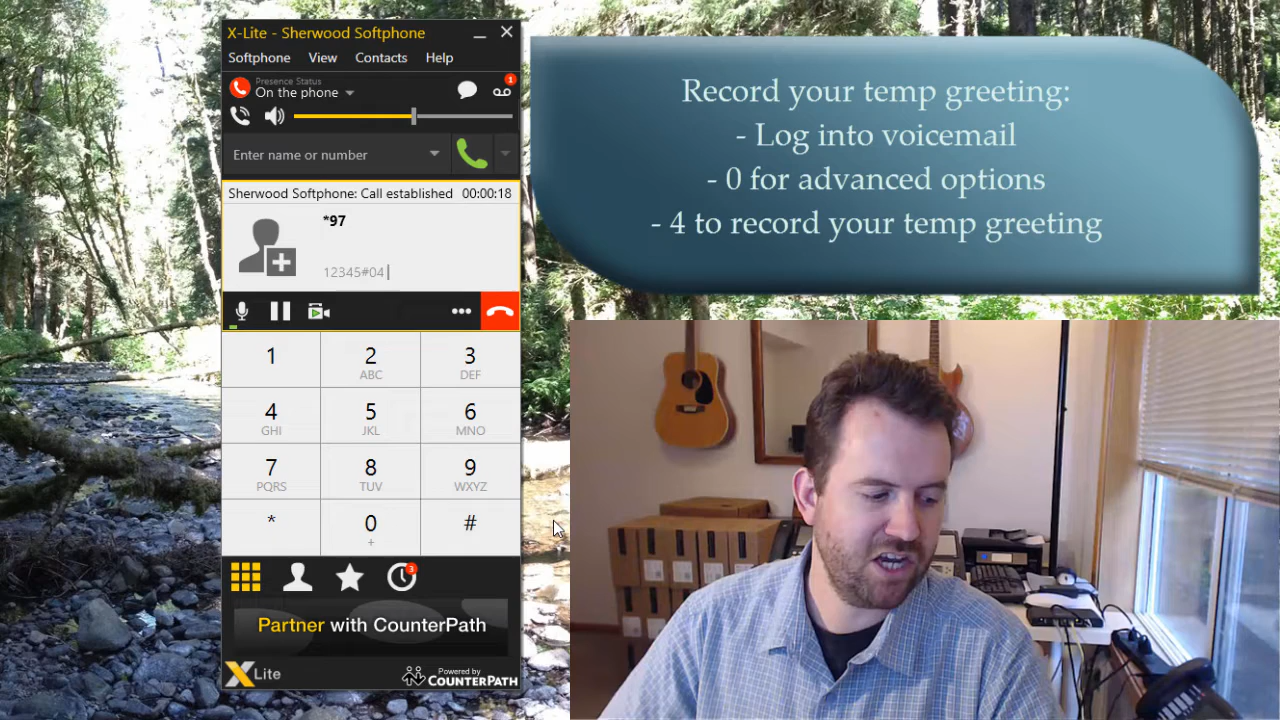 X-Lite - Sherwood Softphone
Softphone View Contacts Help
Presence Status
On the phone
1
Enter name or number
Sherwood Softphone: Call established 00:00:18
*97
12345#04
1 2 3
ABC DEF
4 5 6
GHI JKL MNO
7 8 9
PQRS TUV WXYZ
* 0 #
+
3
Partner with CounterPath
XLite
Powered by
COUNTERPATH
Record your temp greeting:
- Log into voicemail
- 0 for advanced options
- 4 to record your temp greeting